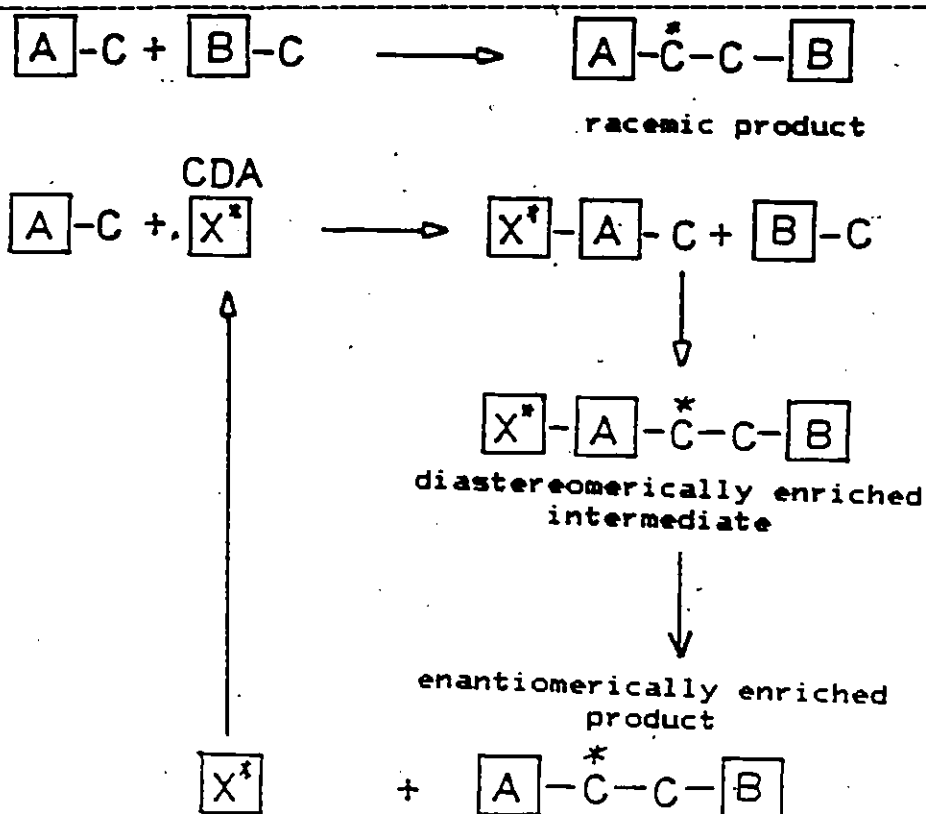 A-C + B-C → A-C*-C-B
racemic product
CDA
A-C + X* → X*-A-C + B-C
X*-A-C*-C-B
diastereomerically enriched
intermediate
enantiomerically enriched
product
X* + A-C*-C-B